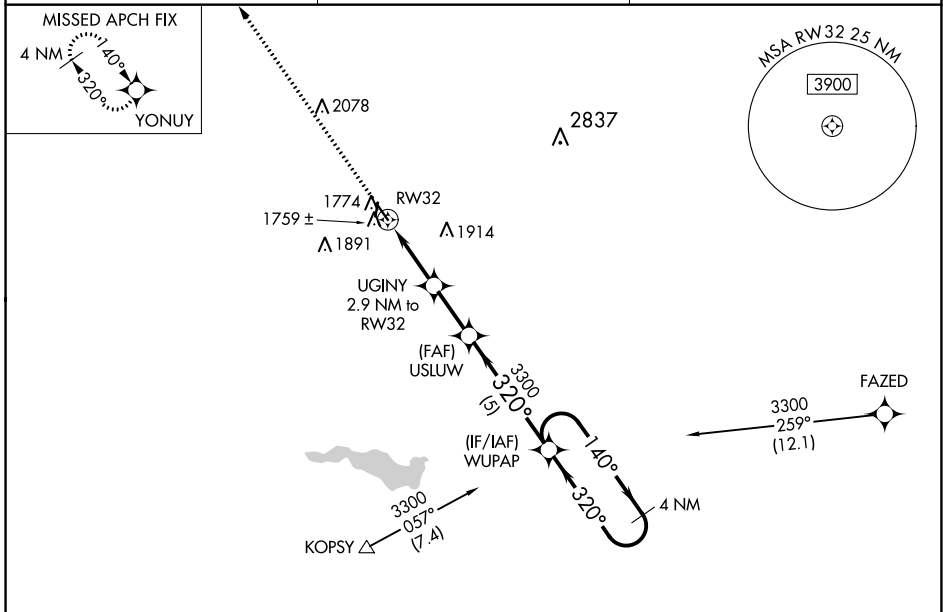 MISSED APCH FIX
4 NM
140°
320°
YONUY
2078
2837
MSA RW32 25 NM
3900
1774
RW32
1759 ±
1914
1891
UGINY
2.9 NM to
RW32
(FAF)
USLUW
3300
320°
(5)
FAZED
3300
259°
(12.1)
(IF/IAF)
WUPAP
140°
320°
4 NM
3300
057°
(7.4)
KOPSY